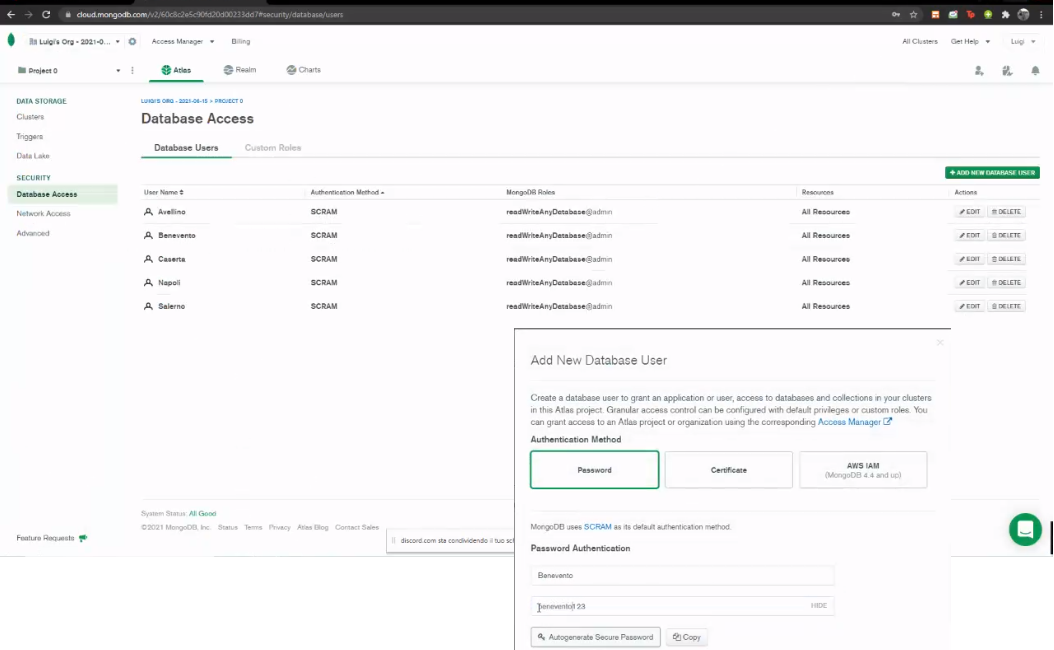 cloud.mongodb.com/v2/60c8c2e5c90fd20d00233dd7#security/database/users
Luigi's Org - 2021-0... Access Manager Billing All Clusters Get Help Luigi
Project 0 Atlas Realm Charts
DATA STORAGE
Clusters
Triggers
Data Lake
SECURITY
Database Access
Network Access
Advanced
LUIGI'S ORG - 2021-06-15 > PROJECT 0
Database Access
Database Users Custom Roles
+ ADD NEW DATABASE USER
User Name Authentication Method MongoDB Roles Resources Actions
Avellino SCRAM readWriteAnyDatabase@admin All Resources EDIT DELETE
Benevento SCRAM readWriteAnyDatabase@admin All Resources EDIT DELETE
Caserta SCRAM readWriteAnyDatabase@admin All Resources EDIT DELETE
Napoli SCRAM readWriteAnyDatabase@admin All Resources EDIT DELETE
Salerno SCRAM readWriteAnyDatabase@admin All Resources EDIT DELETE
System Status: All Good
©2021 MongoDB, Inc. Status Terms Privacy Atlas Blog Contact Sales
Feature Requests
discord.com sta condividendo il tuo sc
Add New Database User
Create a database user to grant an application or user, access to databases and collections in your clusters
in this Atlas project. Granular access control can be configured with default privileges or custom roles. You
can grant access to an Atlas project or organization using the corresponding Access Manager
Authentication Method
Password Certificate AWS IAM
(MongoDB 4.4 and up)
MongoDB uses SCRAM as its default authentication method.
Password Authentication
Benevento
benevento123 HIDE
Autogenerate Secure Password Copy